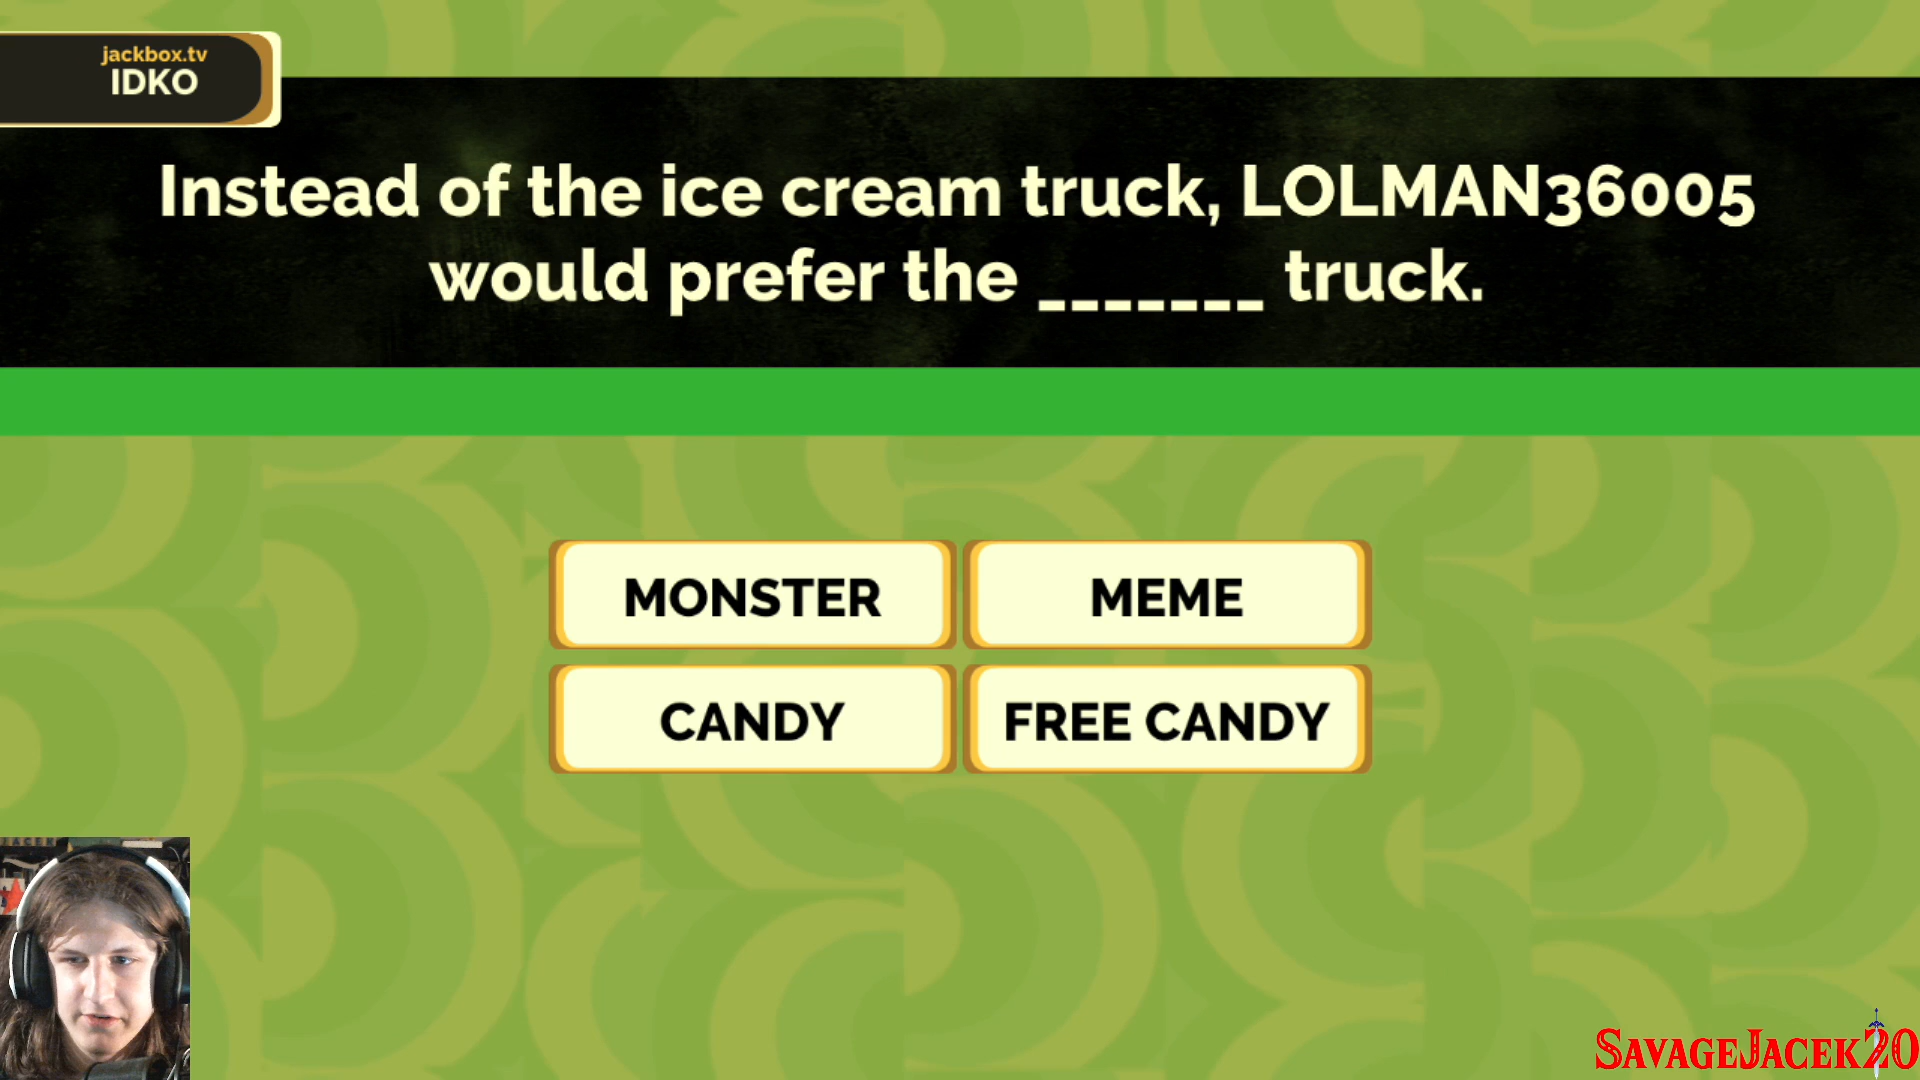 jackbox.tv
IDKO
Instead of the ice cream truck, LOLMAN36005
would prefer the _______ truck.
MONSTER
MEME
CANDY
FREE CANDY
SAVAGEJACEK20